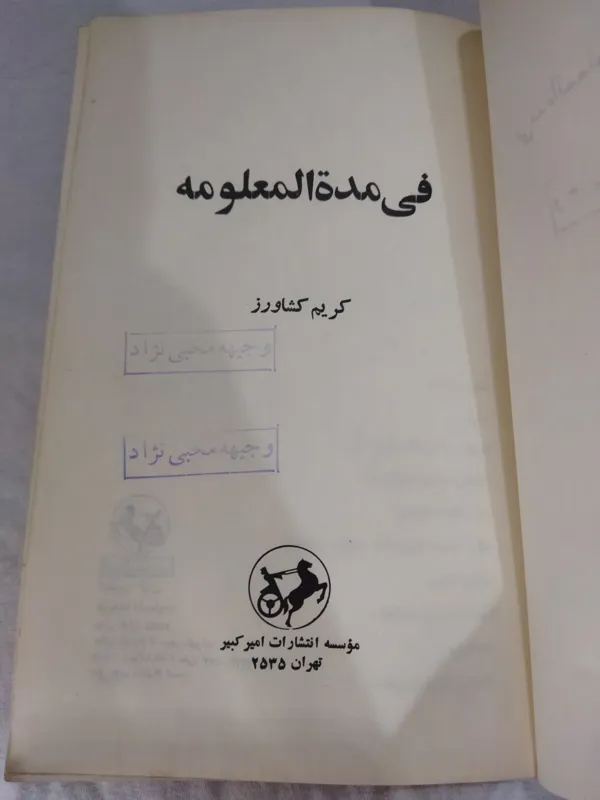 فی مدة المعلومه
کریم کشاورز
وجیهه محبی نژاد
وجیهه محبی نژاد
مؤسسه انتشارات امیرکبیر
تهران ۲۵۳۵